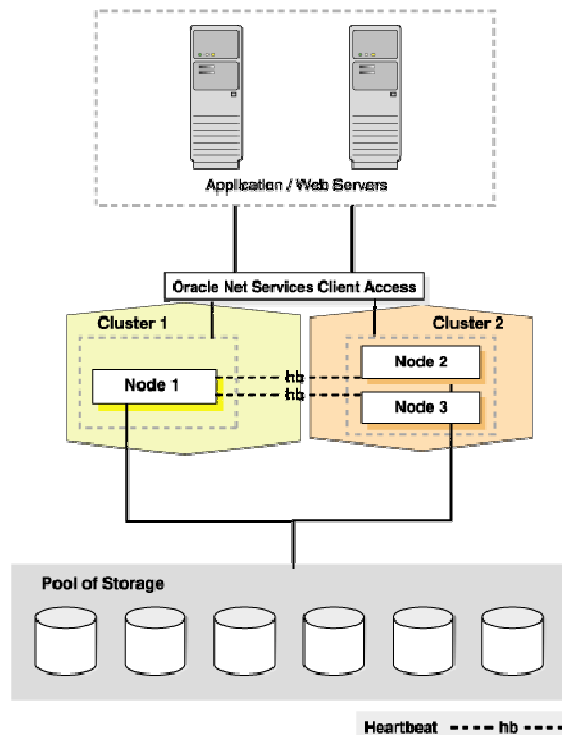 Application / Web Servers
Oracle Net Services Client Access
Cluster 1
Cluster 2
Node 1
hb
hb
Node 2
Node 3
Pool of Storage
Heartbeat hb